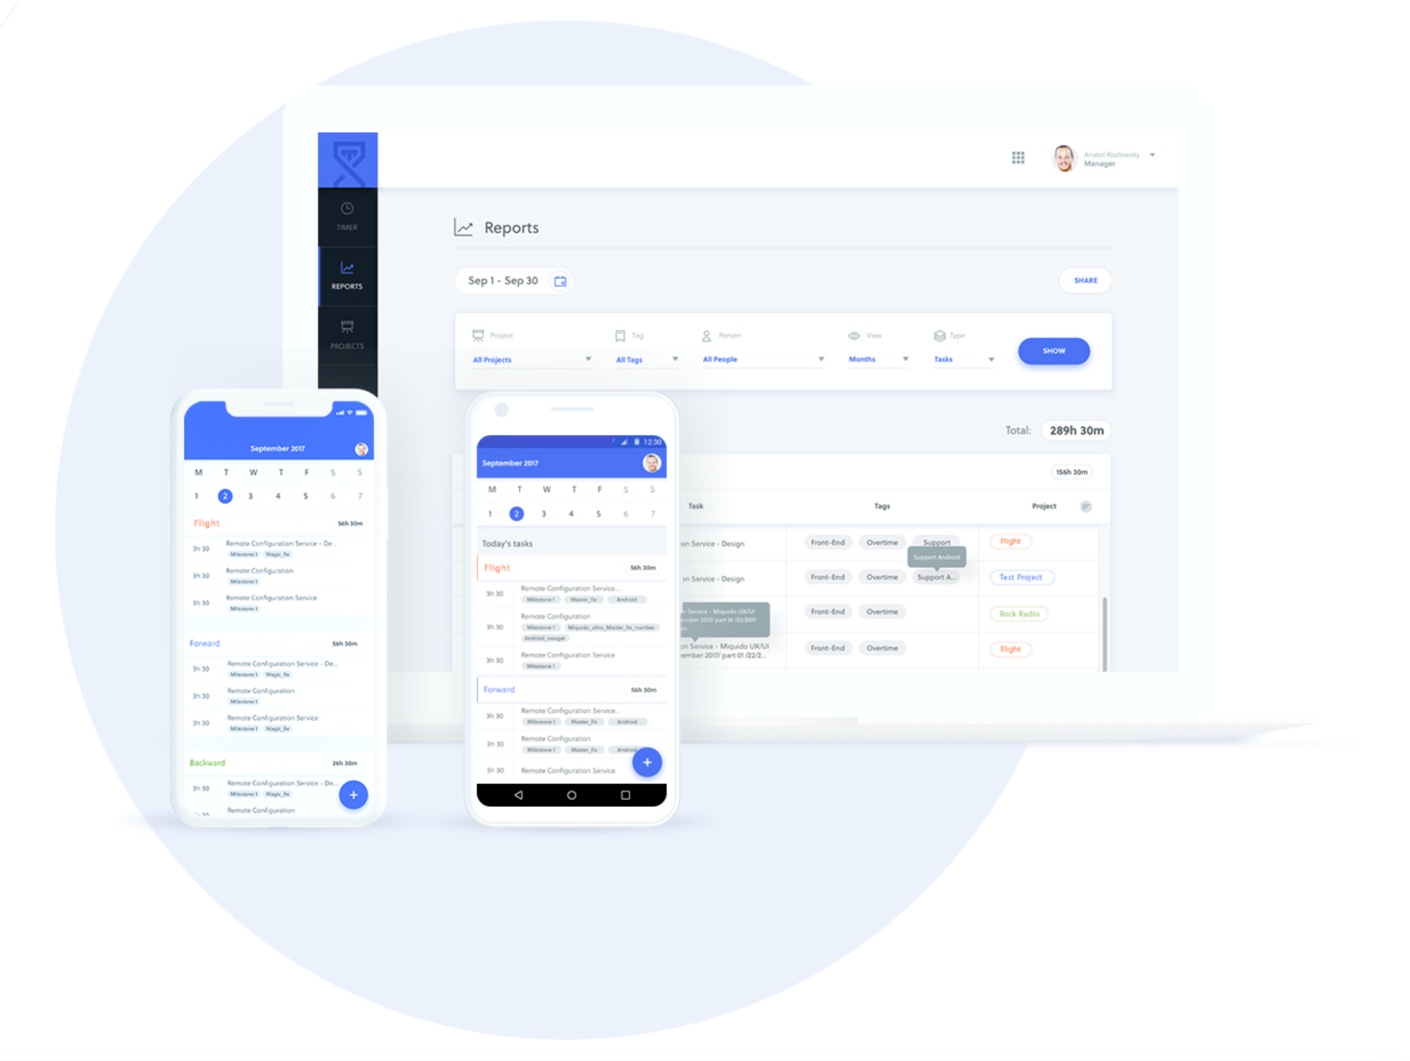 Anatol Kozlowsky
Manager
TIMER
REPORTS
PROJECTS
Reports
Sep 1 - Sep 30
SHARE
Project
Tag
Person
View
Type
All Projects
All Tags
All People
Months
Tasks
SHOW
Total: 289h 30m
156h 30m
Task
Tags
Project
on Service - Design
Front-End
Overtime
Support
Flight
Support Android
on Service - Design
Front-End
Overtime
Support A...
Test Project
n Service - Miquido UX/UI
ember 2017/ part 01 /22/2017
Front-End
Overtime
Rock Radio
on Service - Miquido UX/UI
ember 2017/ part 01 /22/2...
Front-End
Overtime
Flight
September 2017
M T W T F S S
1 2 3 4 5 6 7
Flight 56h 30m
3h 30 Remote Configuration Service - De...
Milestone 1 Magic_fix
3h 30 Remote Configuration
Milestone 1
3h 30 Remote Configuration Service
Milestone 1
Forward 56h 30m
3h 30 Remote Configuration Service - De...
Milestone 1 Magic_fix
3h 30 Remote Configuration
Milestone 1
3h 30 Remote Configuration Service
Milestone 1 Magic_fix
Backward 26h 30m
3h 30 Remote Configuration Service - De...
Milestone 1 Magic_fix
Remote Configuration
+
12:30
September 2017
M T W T F S S
1 2 3 4 5 6 7
Today's tasks
Flight 56h 30m
3h 30 Remote Configuration Service...
Milestone 1 Master_fix Android
3h 30 Remote Configuration
Milestone 1 Miquido_ultra_Master_fix_number
Android_nougat
3h 30 Remote Configuration Service
Milestone 1
Forward 56h 30m
3h 30 Remote Configuration Service...
Milestone 1 Master_fix Android
3h 30 Remote Configuration
Milestone 1 Master_fix Android
3h 30 Remote Configuration Service
+